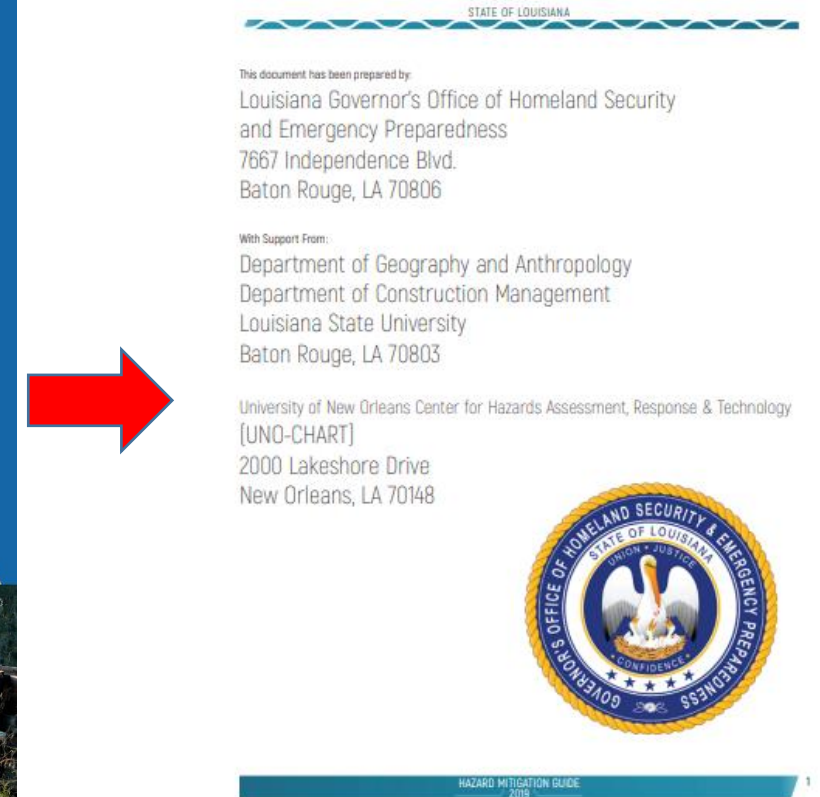 STATE OF LOUISIANA
This document has been prepared by:
Louisiana Governor's Office of Homeland Security
and Emergency Preparedness
7667 Independence Blvd.
Baton Rouge, LA 70806
With Support From:
Department of Geography and Anthropology
Department of Construction Management
Louisiana State University
Baton Rouge, LA 70803
University of New Orleans Center for Hazards Assessment, Response & Technology
(UNO-CHART)
2000 Lakeshore Drive
New Orleans, LA 70148
GOVERNOR'S OFFICE OF HOMELAND SECURITY & EMERGENCY PREPAREDNESS
STATE OF LOUISIANA
UNION • JUSTICE
• CONFIDENCE •
HAZARD MITIGATION GUIDE
2019
1